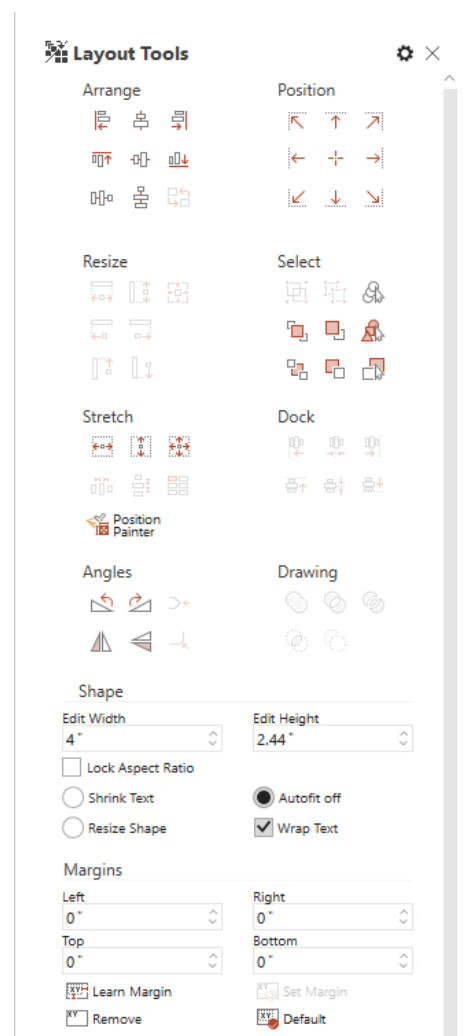 Layout Tools
Arrange
Position
Resize
Select
Stretch
Dock
Position
Painter
Angles
Drawing
Shape
Edit Width
Edit Height
4"
2.44"
Lock Aspect Ratio
Shrink Text
Autofit off
Resize Shape
Wrap Text
Margins
Left
Right
0"
0"
Top
Bottom
0"
0"
Learn Margin
Set Margin
Remove
Default